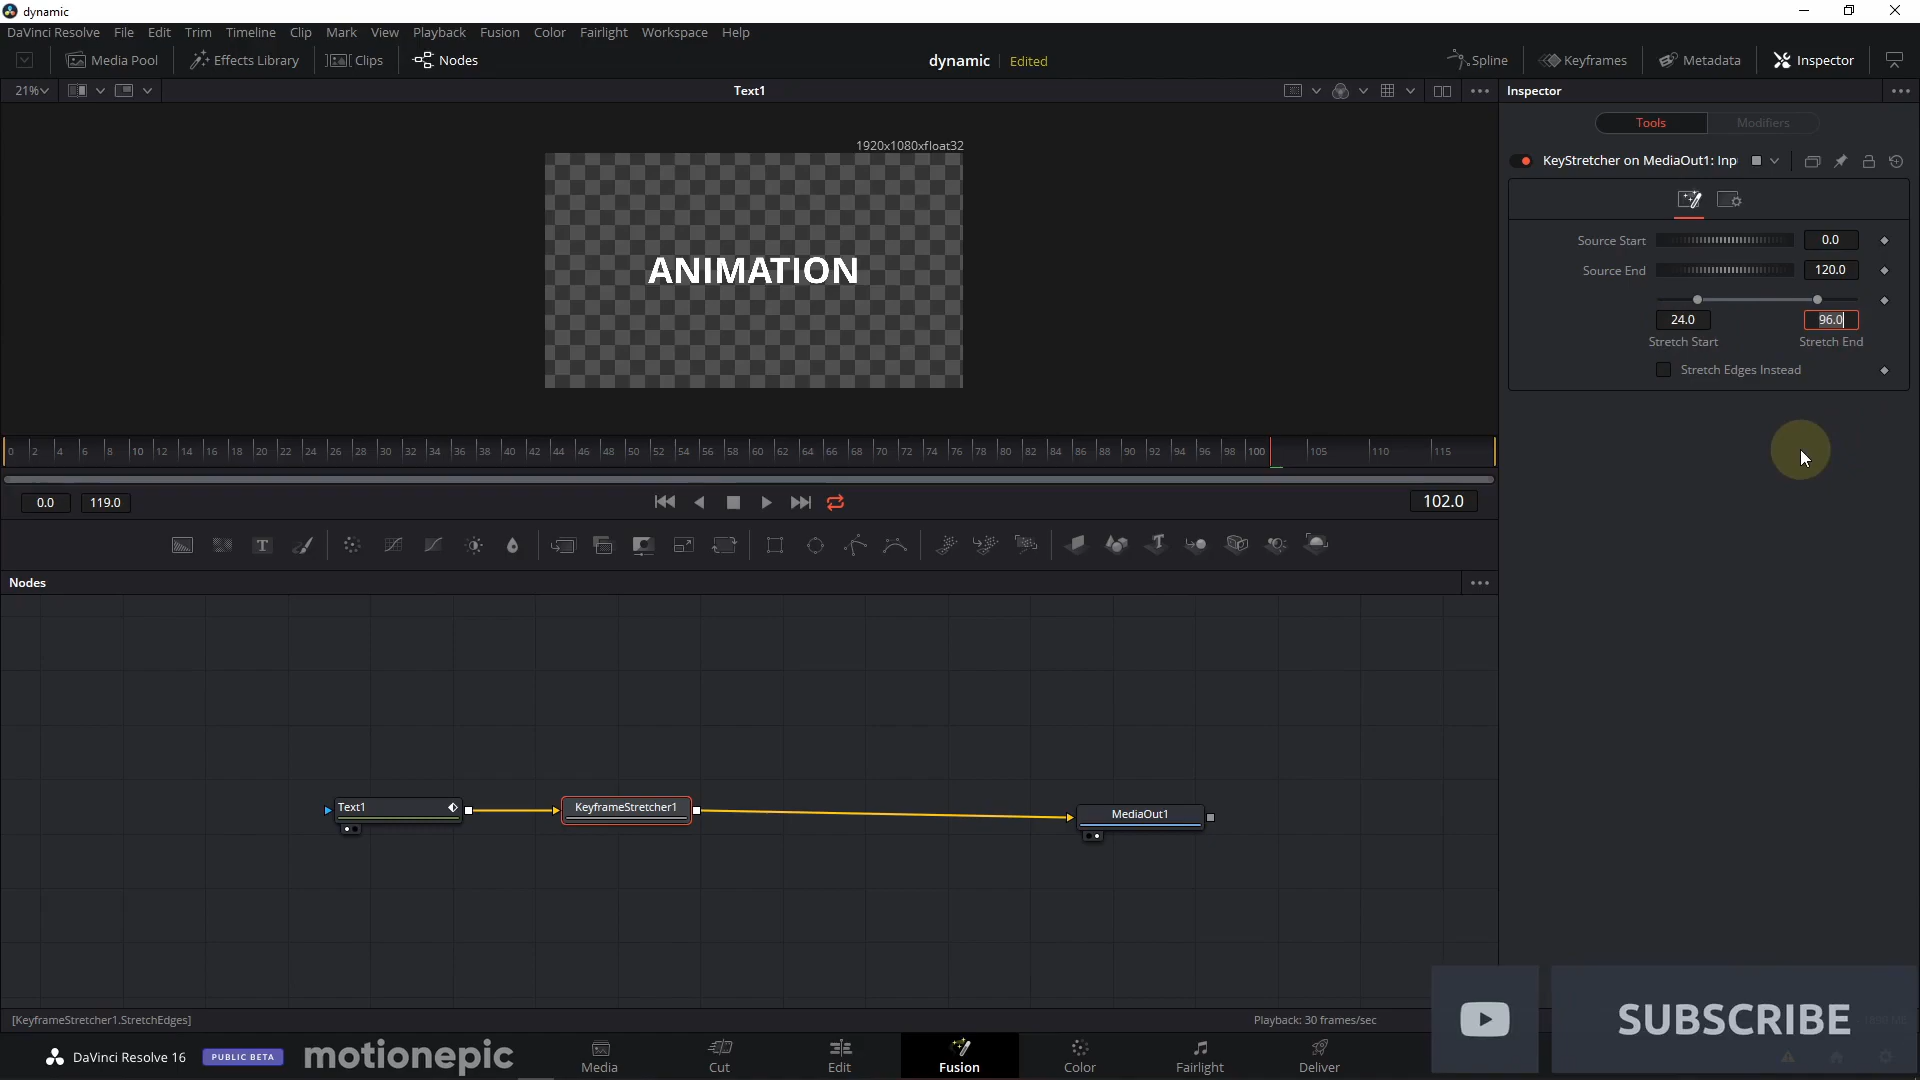 dynamic
DaVinci Resolve File Edit Trim Timeline Clip Mark View Playback Fusion Color Fairlight Workspace Help
Media Pool Effects Library Clips Nodes dynamic Edited Spline Keyframes Metadata Inspector
21% Text1 Inspector
Tools Modifiers
1920x1080xfloat32
KeyStretcher on MediaOut1: Inp
ANIMATION
Source Start 0.0
Source End 120.0
24.0 96.0
Stretch Start Stretch End
Stretch Edges Instead
0 2 4 6 8 10 12 14 16 18 20 22 24 26 28 30 32 34 36 38 40 42 44 46 48 50 52 54 56 58 60 62 64 66 68 70 72 74 76 78 80 82 84 86 88 90 92 94 96 98 100 105 110 115
0.0 119.0 102.0
T
Nodes
Text1 KeyframeStretcher1 MediaOut1
[KeyframeStretcher1.StretchEdges] Playback: 30 frames/sec
SUBSCRIBE
DaVinci Resolve 16 PUBLIC BETA motionepic Media Cut Edit Fusion Color Fairlight Deliver